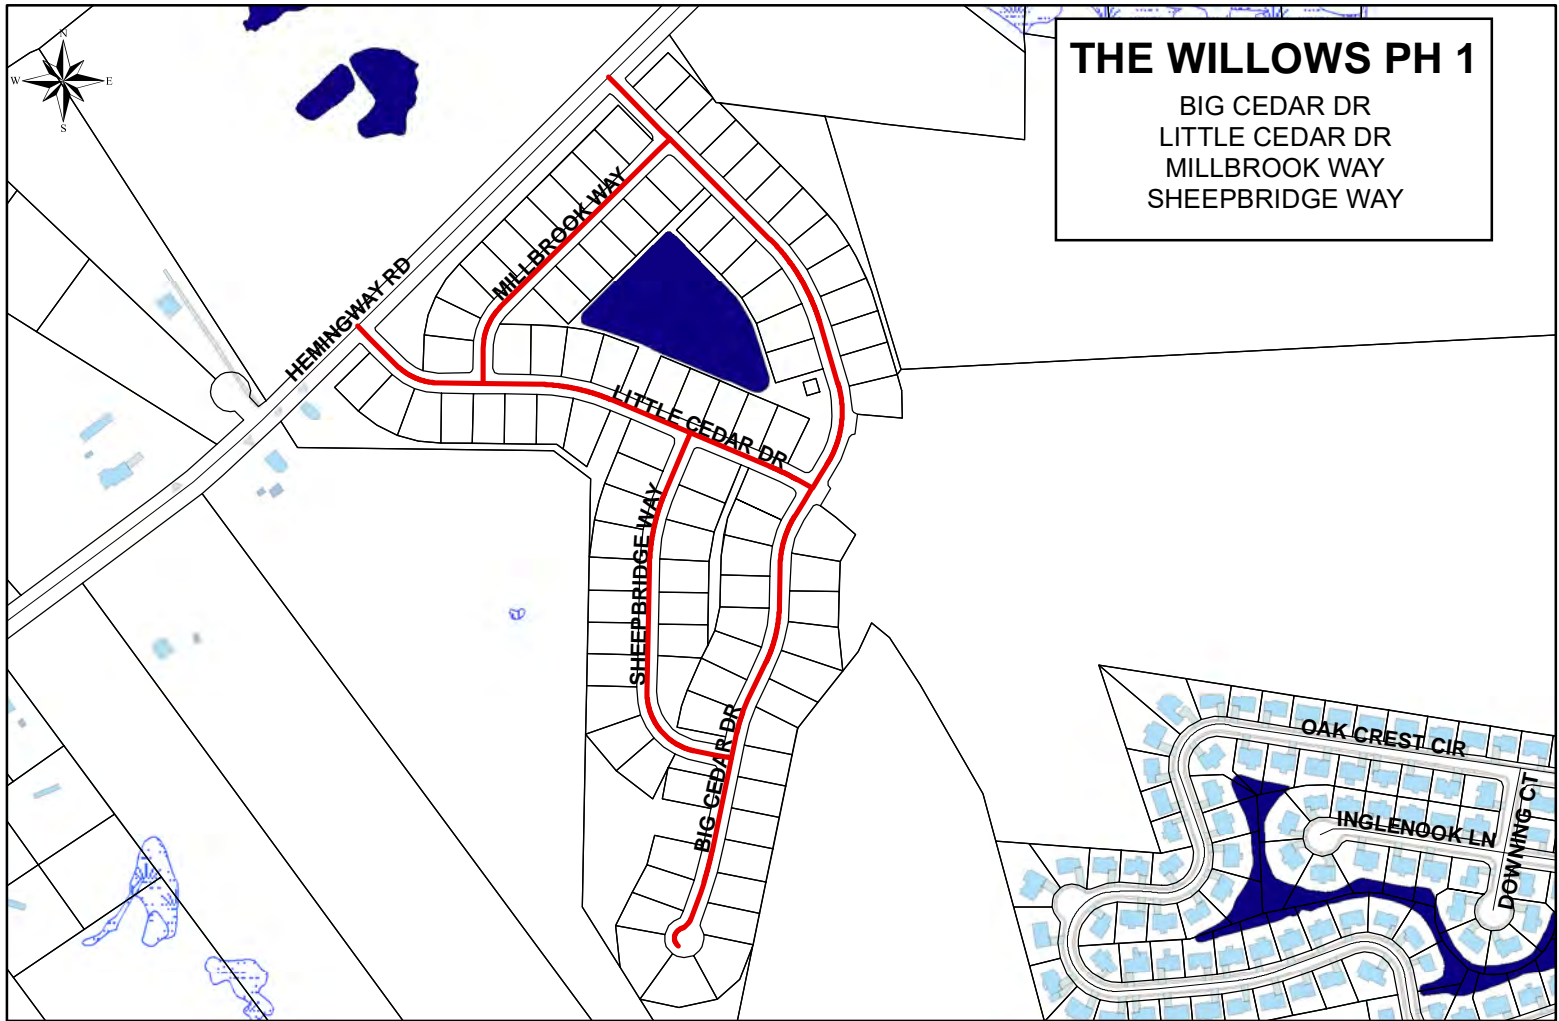 N
W
E
S
THE WILLOWS PH 1
BIG CEDAR DR
LITTLE CEDAR DR
MILLBROOK WAY
SHEEPBRIDGE WAY
MILLBROOK WAY
HEMINGWAY RD
LITTLE CEDAR DR
SHEEPBRIDGE WAY
BIG CEDAR DR
OAK CREST CIR
INGLENOOK LN
DOWNING CT